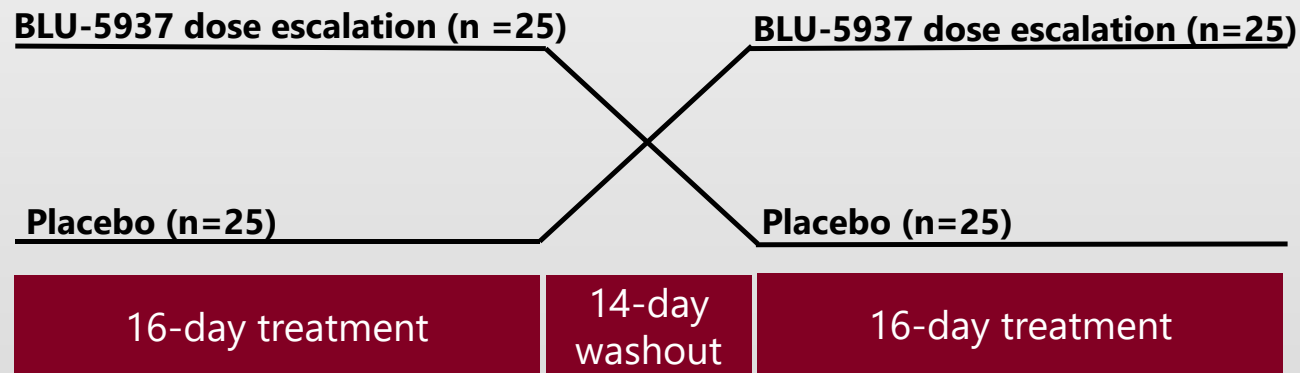 BLU-5937 dose escalation (n =25)
BLU-5937 dose escalation (n=25)
Placebo (n=25)
Placebo (n=25)
16-day treatment
14-day
washout
16-day treatment